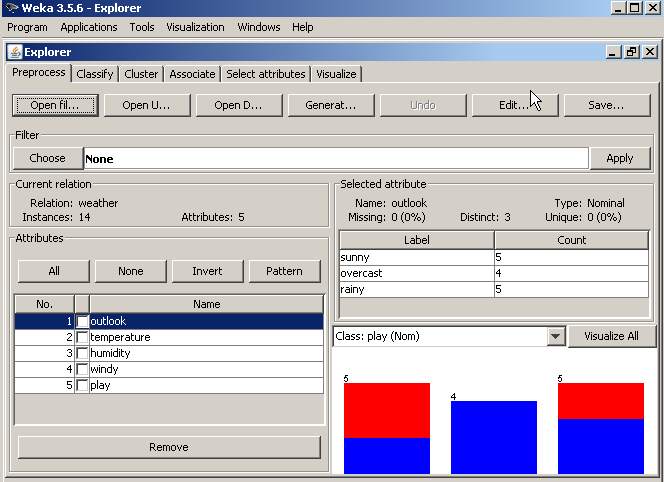 Weka 3.5.6 - Explorer
Program Applications Tools Visualization Windows Help
Explorer
Preprocess Classify Cluster Associate Select attributes Visualize
Open fil... Open U... Open D... Generat... Undo Edit... Save...
Filter
Choose None Apply
Current relation
Relation: weather
Instances: 14 Attributes: 5
Attributes
All None Invert Pattern
No. Name
1 outlook
2 temperature
3 humidity
4 windy
5 play
Remove
Selected attribute
Name: outlook Type: Nominal
Missing: 0 (0%) Distinct: 3 Unique: 0 (0%)
Label Count
sunny 5
overcast 4
rainy 5
Class: play (Nom) Visualize All
5 4 5